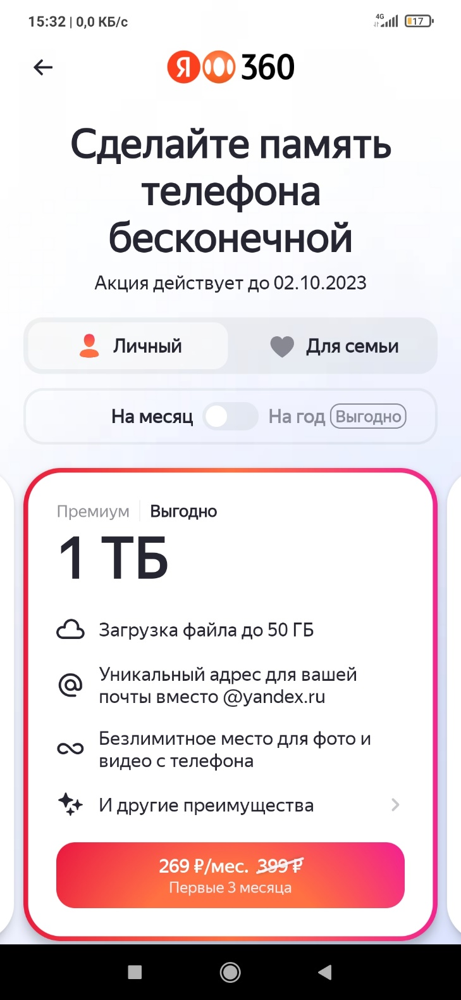 15:32 | 0,0 КБ/с
4G
17
Я 360
Сделайте память
телефона
бесконечной
Акция действует до 02.10.2023
Личный
Для семьи
На месяц
На год Выгодно
Премиум Выгодно
1 ТБ
Загрузка файла до 50 ГБ
Уникальный адрес для вашей
почты вместо @yandex.ru
Безлимитное место для фото и
видео с телефона
И другие преимущества
269 ₽/мес. 399 ₽
Первые 3 месяца